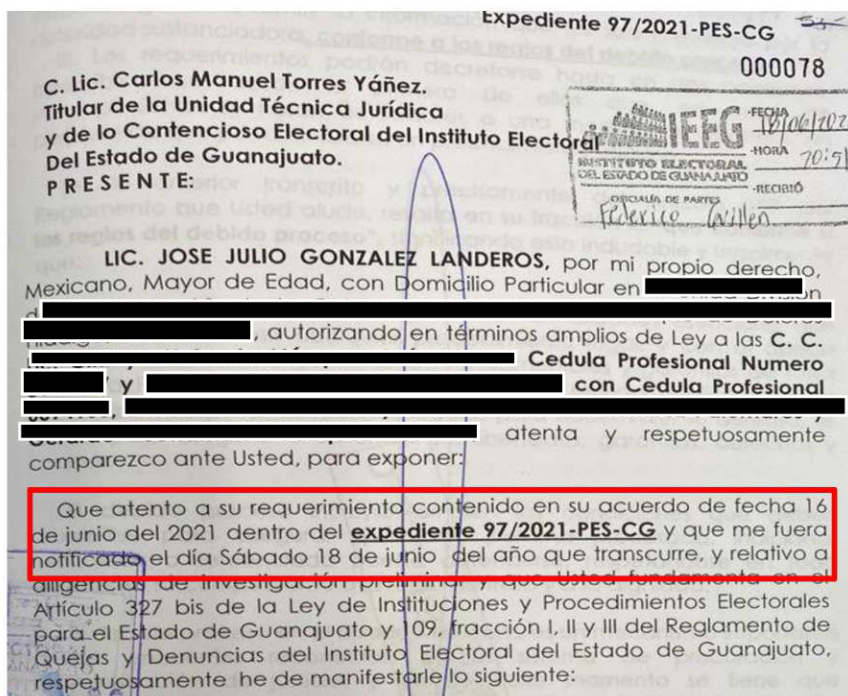 Expediente 97/2021-PES-CG
000078
C. Lic. Carlos Manuel Torres Yáñez.
Titular de la Unidad Técnica Jurídica
y de lo Contencioso Electoral del Instituto Electoral
Del Estado de Guanajuato.
P R E S E N T E:
IEEG
INSTITUTO ELECTORAL
DEL ESTADO DE GUANAJUATO
OFICIALIA DE PARTES
-FECHA
18/06/202
-HORA
-RECIBIÓ
Federico
LIC. JOSE JULIO GONZALEZ LANDEROS, por mi propio derecho,
Mexicano, Mayor de Edad, con Domicilio Particular en
, autorizando en términos amplios de Ley a las C. C.
Cedula Profesional Numero
y con Cedula Profesional
atenta y respetuosamente
comparezco ante Usted, para exponer:
Que atento a su requerimiento contenido en su acuerdo de fecha 16
de junio del 2021 dentro del expediente 97/2021-PES-CG y que me fuera
notificado el día Sábado 18 de junio del año que transcurre, y relativo a
diligencias de investigación preliminar y que Usted fundamenta en el
Artículo 327 bis de la Ley de Instituciones y Procedimientos Electorales
para el Estado de Guanajuato y 109, fracción I, II y III del Reglamento de
Quejas y Denuncias del Instituto Electoral del Estado de Guanajuato,
respetuosamente he de manifestarle lo siguiente: